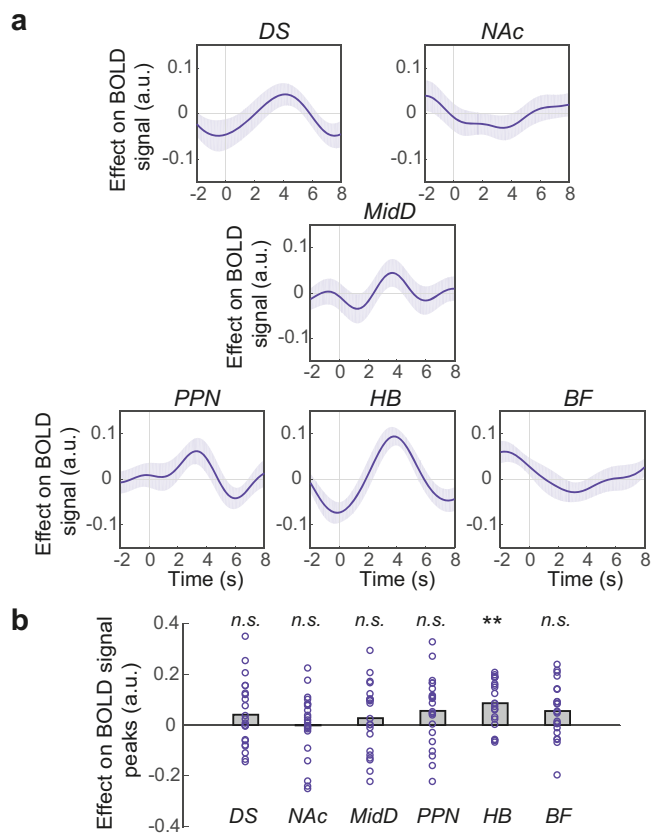 a
DS NAc
Effect on BOLD
signal (a.u.)
0.1
0
-0.1
-2 0 2 4 6 8
0.1
0
-0.1
-2 0 2 4 6 8
MidD
Effect on BOLD
signal (a.u.)
0.1
0
-0.1
-2 0 2 4 6 8
PPN HB BF
Effect on BOLD
signal (a.u.)
0.1
0
-0.1
-2 0 2 4 6 8
Time (s)
0.1
0
-0.1
-2 0 2 4 6 8
Time (s)
0.1
0
-0.1
-2 0 2 4 6 8
Time (s)
b
Effect on BOLD signal
peaks (a.u.)
0.4
0.2
0
-0.2
-0.4
n.s. n.s. n.s. n.s. ** n.s.
DS NAc MidD PPN HB BF